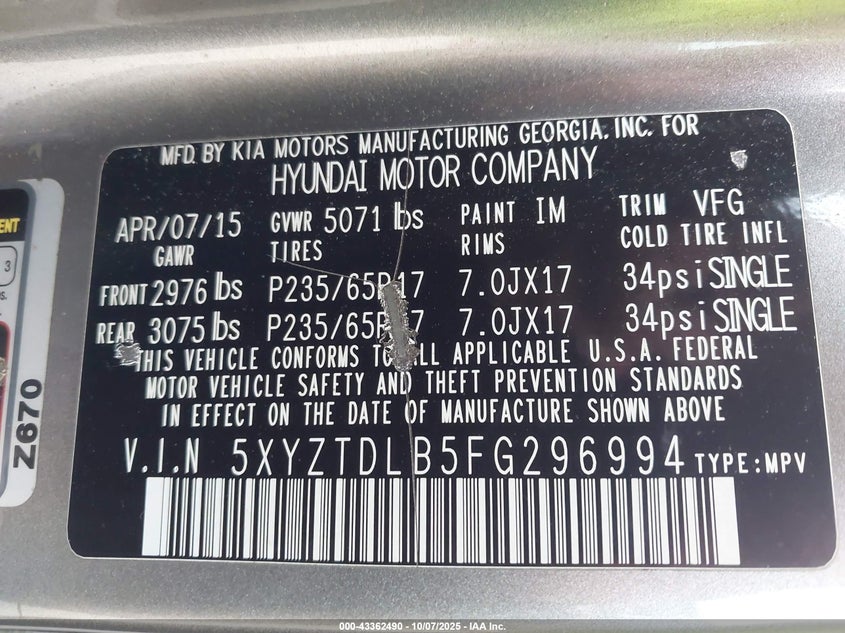 MFD. BY KIA MOTORS MANUFACTURING GEORGIA. INC. FOR
HYUNDAI MOTOR COMPANY
APR/07/15 GVWR 5071 lbs PAINT IM TRIM VFG
GAWR TIRES RIMS COLD TIRE INFL
FRONT 2976 lbs P235/65R17 7.0JX17 34psi SINGLE
REAR 3075 lbs P235/65R17 7.0JX17 34psi SINGLE
THIS VEHICLE CONFORMS TO ALL APPLICABLE U.S.A. FEDERAL
MOTOR VEHICLE SAFETY AND THEFT PREVENTION STANDARDS
IN EFFECT ON THE DATE OF MANUFACTURE SHOWN ABOVE
V.I.N 5XYZTDLB5FG296994 TYPE:MPV
3
Z670
000-43362490 - 10/07/2025 - IAA Inc.